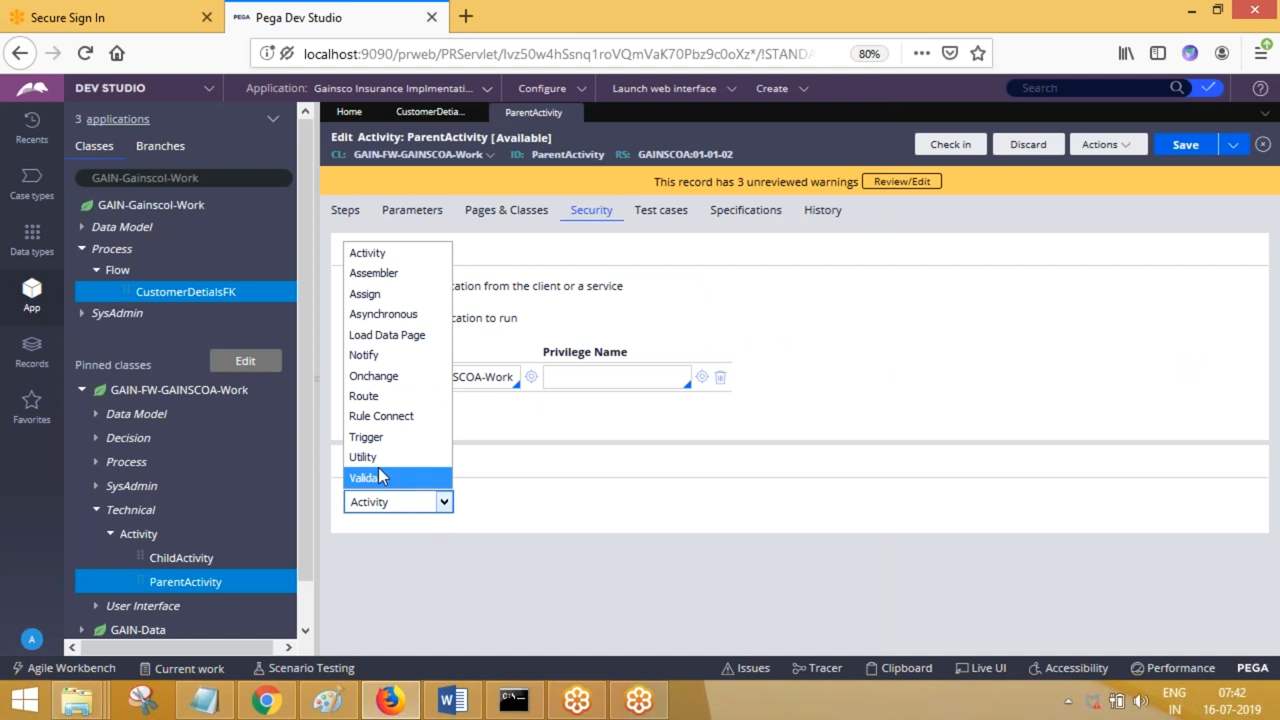 Secure Sign In
PEGA Pega Dev Studio
localhost:9090/prweb/PRServlet/Ivz50w4hSsnq1roVQmVaK70Pbz9c0oXz*/!STANDA
80%
DEV STUDIO
Application: Gainsco Insurance Implmentati...
Configure
Launch web interface
Create
Search
Recents
Case types
Data types
App
Records
Favorites
A
3 applications
Classes
Branches
GAIN-Gainscol-Work
GAIN-Gainscol-Work
Data Model
Process
Flow
CustomerDetialsFK
SysAdmin
Pinned classes
Edit
GAIN-FW-GAINSCOA-Work
Data Model
Decision
Process
SysAdmin
Technical
Activity
ChildActivity
ParentActivity
User Interface
GAIN-Data
Home
CustomerDetia...
ParentActivity
Edit Activity: ParentActivity [Available]
CL: GAIN-FW-GAINSCOA-Work ID: ParentActivity RS: GAINSCOA:01-01-02
Check in
Discard
Actions
Save
This record has 3 unreviewed warnings
Review/Edit
Steps
Parameters
Pages & Classes
Security
Test cases
Specifications
History
Activity
Assembler
Assign
Asynchronous
Load Data Page
Notify
Onchange
Route
Rule Connect
Trigger
Utility
Activity
cation from the client or a service
cation to run
Privilege Name
SCOA-Work
Agile Workbench
Current work
Scenario Testing
Issues
Tracer
Clipboard
Live UI
Accessibility
Performance
PEGA
ENG
IN
07:42
16-07-2019